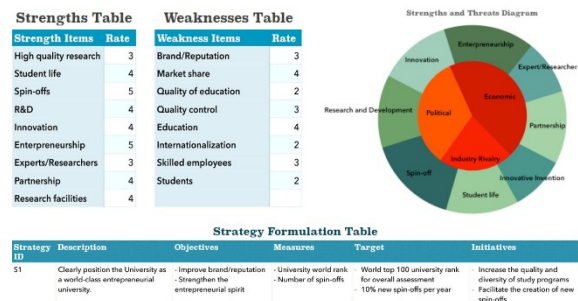 Strengths Table
Strength Items Rate
High quality research 3
Student life 4
Spin-offs 5
R&D 4
Innovation 4
Enterpreneurship 5
Experts/Researchers 3
Partnership 4
Research facilities 4
Weaknesses Table
Weakness Items Rate
Brand/Reputation 3
Market share 4
Quality of education 2
Quality control 3
Education 4
Internationalization 2
Skilled employees 3
Students 2
Strengths and Threats Diagram
Enterpreneurship
Innovation
Expert/Researcher
Economic
Research and Development
Political
Partnership
Industry Rivalry
Spin-off
Innovative Invention
Student life
Strategy Formulation Table
Strategy ID Description Objectives Measures Target Initiatives
S1 Clearly position the University as - Improve brand/reputation - University world rank - World top 100 university rank - Increase the quality and
a world-class entrepreneurial - Strengthen the - Number of spin-offs for overall assessment diversity of study programs
university. entrepreneurial spirit - 10% new spin-offs per year - Facilitate the creation of new
spin-offs